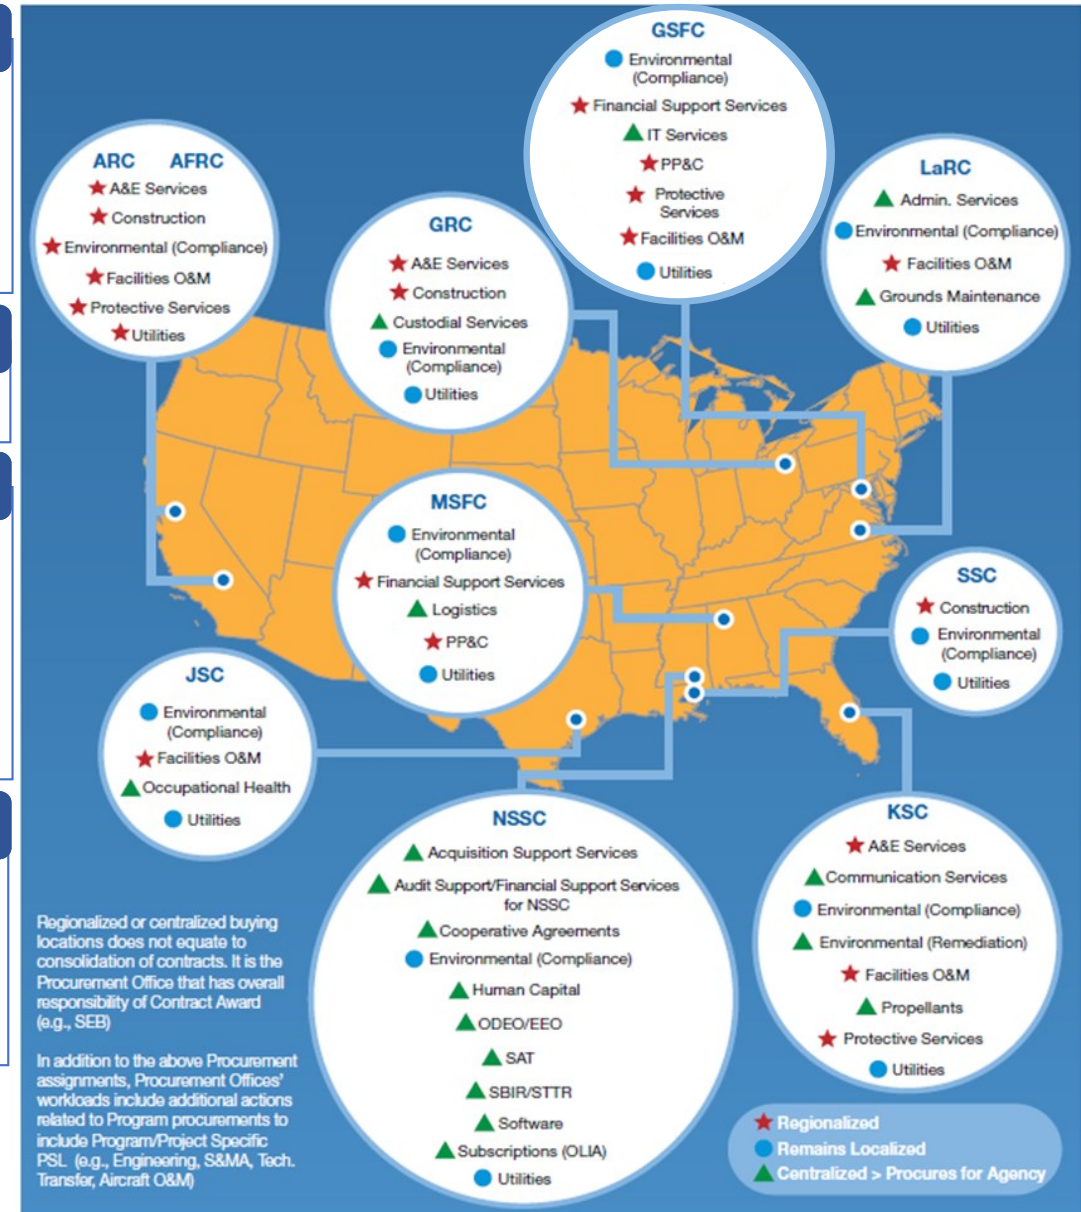 GSFC
Environmental
(Compliance)
Financial Support Services
IT Services
PP&C
Protective
Services
Facilities O&M
Utilities
ARC AFRC
A&E Services
Construction
Environmental (Compliance)
Facilities O&M
Protective Services
Utilities
GRC
A&E Services
Construction
Custodial Services
Environmental
(Compliance)
Utilities
LaRC
Admin. Services
Environmental (Compliance)
Facilities O&M
Grounds Maintenance
Utilities
MSFC
Environmental
(Compliance)
Financial Support Services
Logistics
PP&C
Utilities
SSC
Construction
Environmental
(Compliance)
Utilities
JSC
Environmental
(Compliance)
Facilities O&M
Occupational Health
Utilities
NSSC
Acquisition Support Services
Audit Support/Financial Support Services
for NSSC
Cooperative Agreements
Environmental (Compliance)
Human Capital
ODEO/EEO
SAT
SBIR/STTR
Software
Subscriptions (OLIA)
Utilities
KSC
A&E Services
Communication Services
Environmental (Compliance)
Environmental (Remediation)
Facilities O&M
Propellants
Protective Services
Utilities
Regionalized or centralized buying
locations does not equate to
consolidation of contracts. It is the
Procurement Office that has overall
responsibility of Contract Award
(e.g., SEB)
In addition to the above Procurement
assignments, Procurement Offices'
workloads include additional actions
related to Program procurements to
include Program/Project Specific
PSL (e.g., Engineering, S&MA, Tech.
Transfer, Aircraft O&M)
Regionalized
Remains Localized
Centralized > Procures for Agency